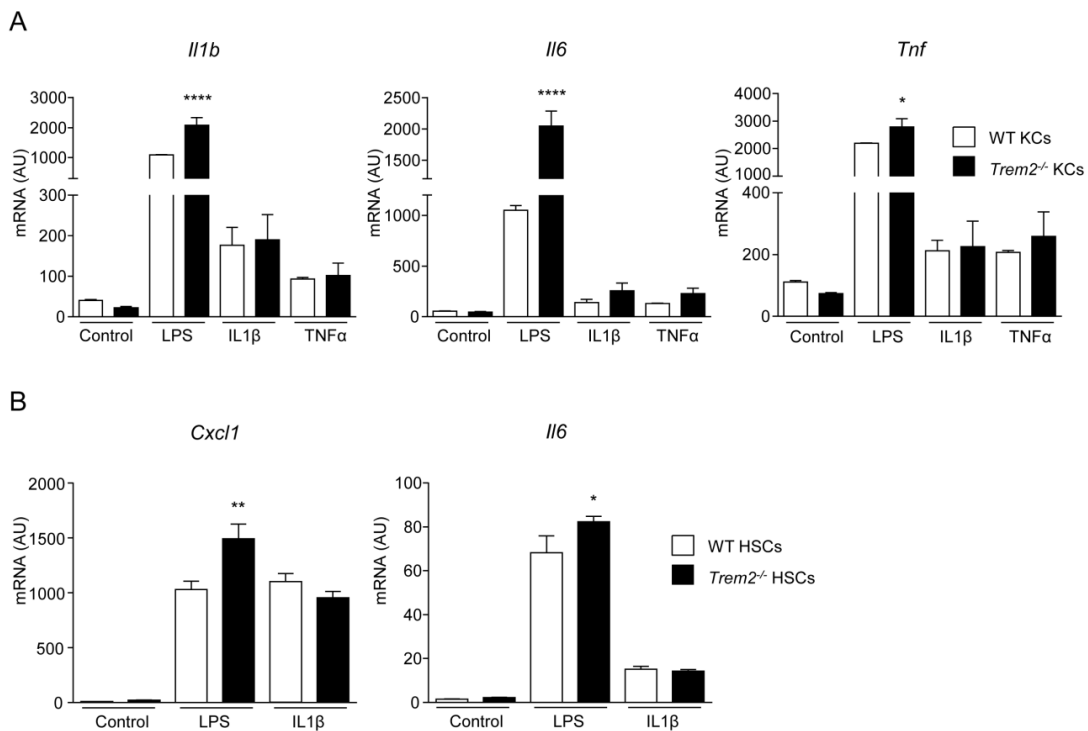 A
Il1b
Il6
Tnf
mRNA (AU)
3000
2000
1000
300
200
100
0
****
Control
LPS
IL1β
TNFα
mRNA (AU)
2500
2000
1500
1000
500
0
****
Control
LPS
IL1β
TNFα
mRNA (AU)
4000
3000
2000
400
200
0
*
Control
LPS
IL1β
TNFα
WT KCs
Trem2-/- KCs
B
Cxcl1
Il6
mRNA (AU)
2000
1500
1000
500
0
**
Control
LPS
IL1β
mRNA (AU)
100
80
60
40
20
0
*
Control
LPS
IL1β
WT HSCs
Trem2-/- HSCs